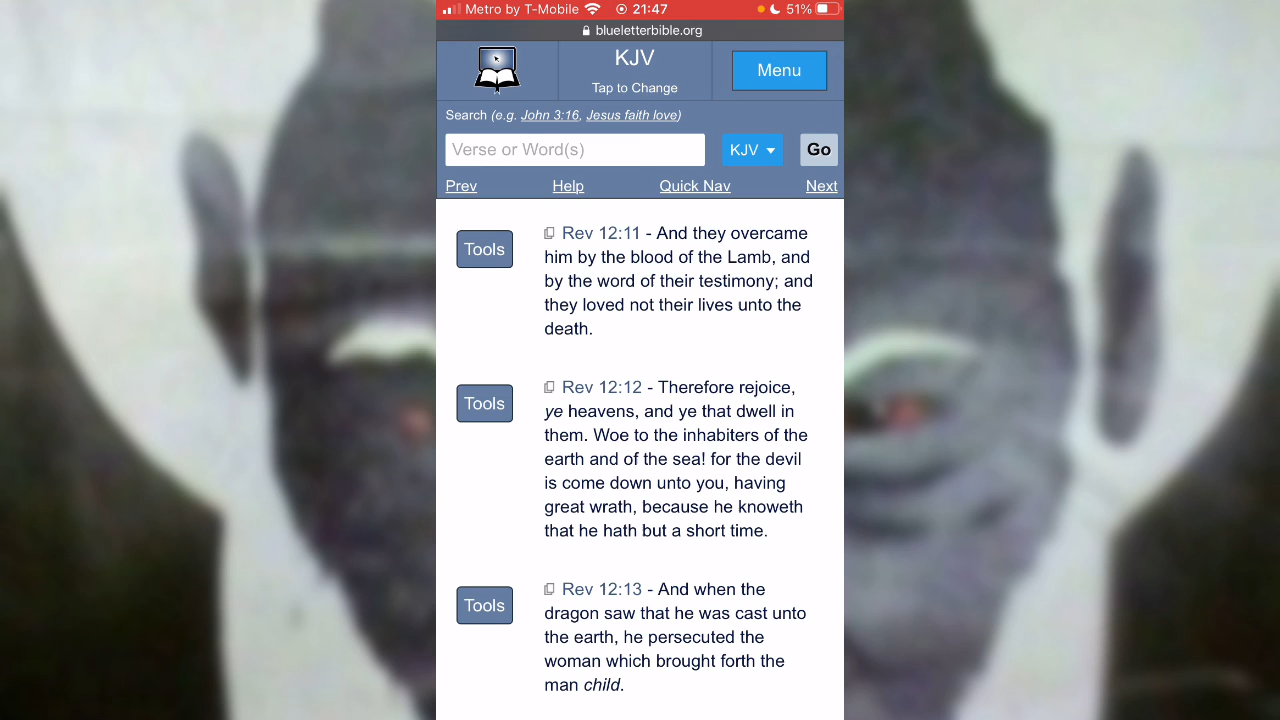 Metro by T-Mobile 21:47 51%
blueletterbible.org
KJV
Tap to Change
Menu
Search (e.g. John 3:16, Jesus faith love)
Verse or Word(s) KJV Go
Prev Help Quick Nav Next
Tools
Rev 12:11 - And they overcame
him by the blood of the Lamb, and
by the word of their testimony; and
they loved not their lives unto the
death.
Tools
Rev 12:12 - Therefore rejoice,
ye heavens, and ye that dwell in
them. Woe to the inhabiters of the
earth and of the sea! for the devil
is come down unto you, having
great wrath, because he knoweth
that he hath but a short time.
Tools
Rev 12:13 - And when the
dragon saw that he was cast unto
the earth, he persecuted the
woman which brought forth the
man child.